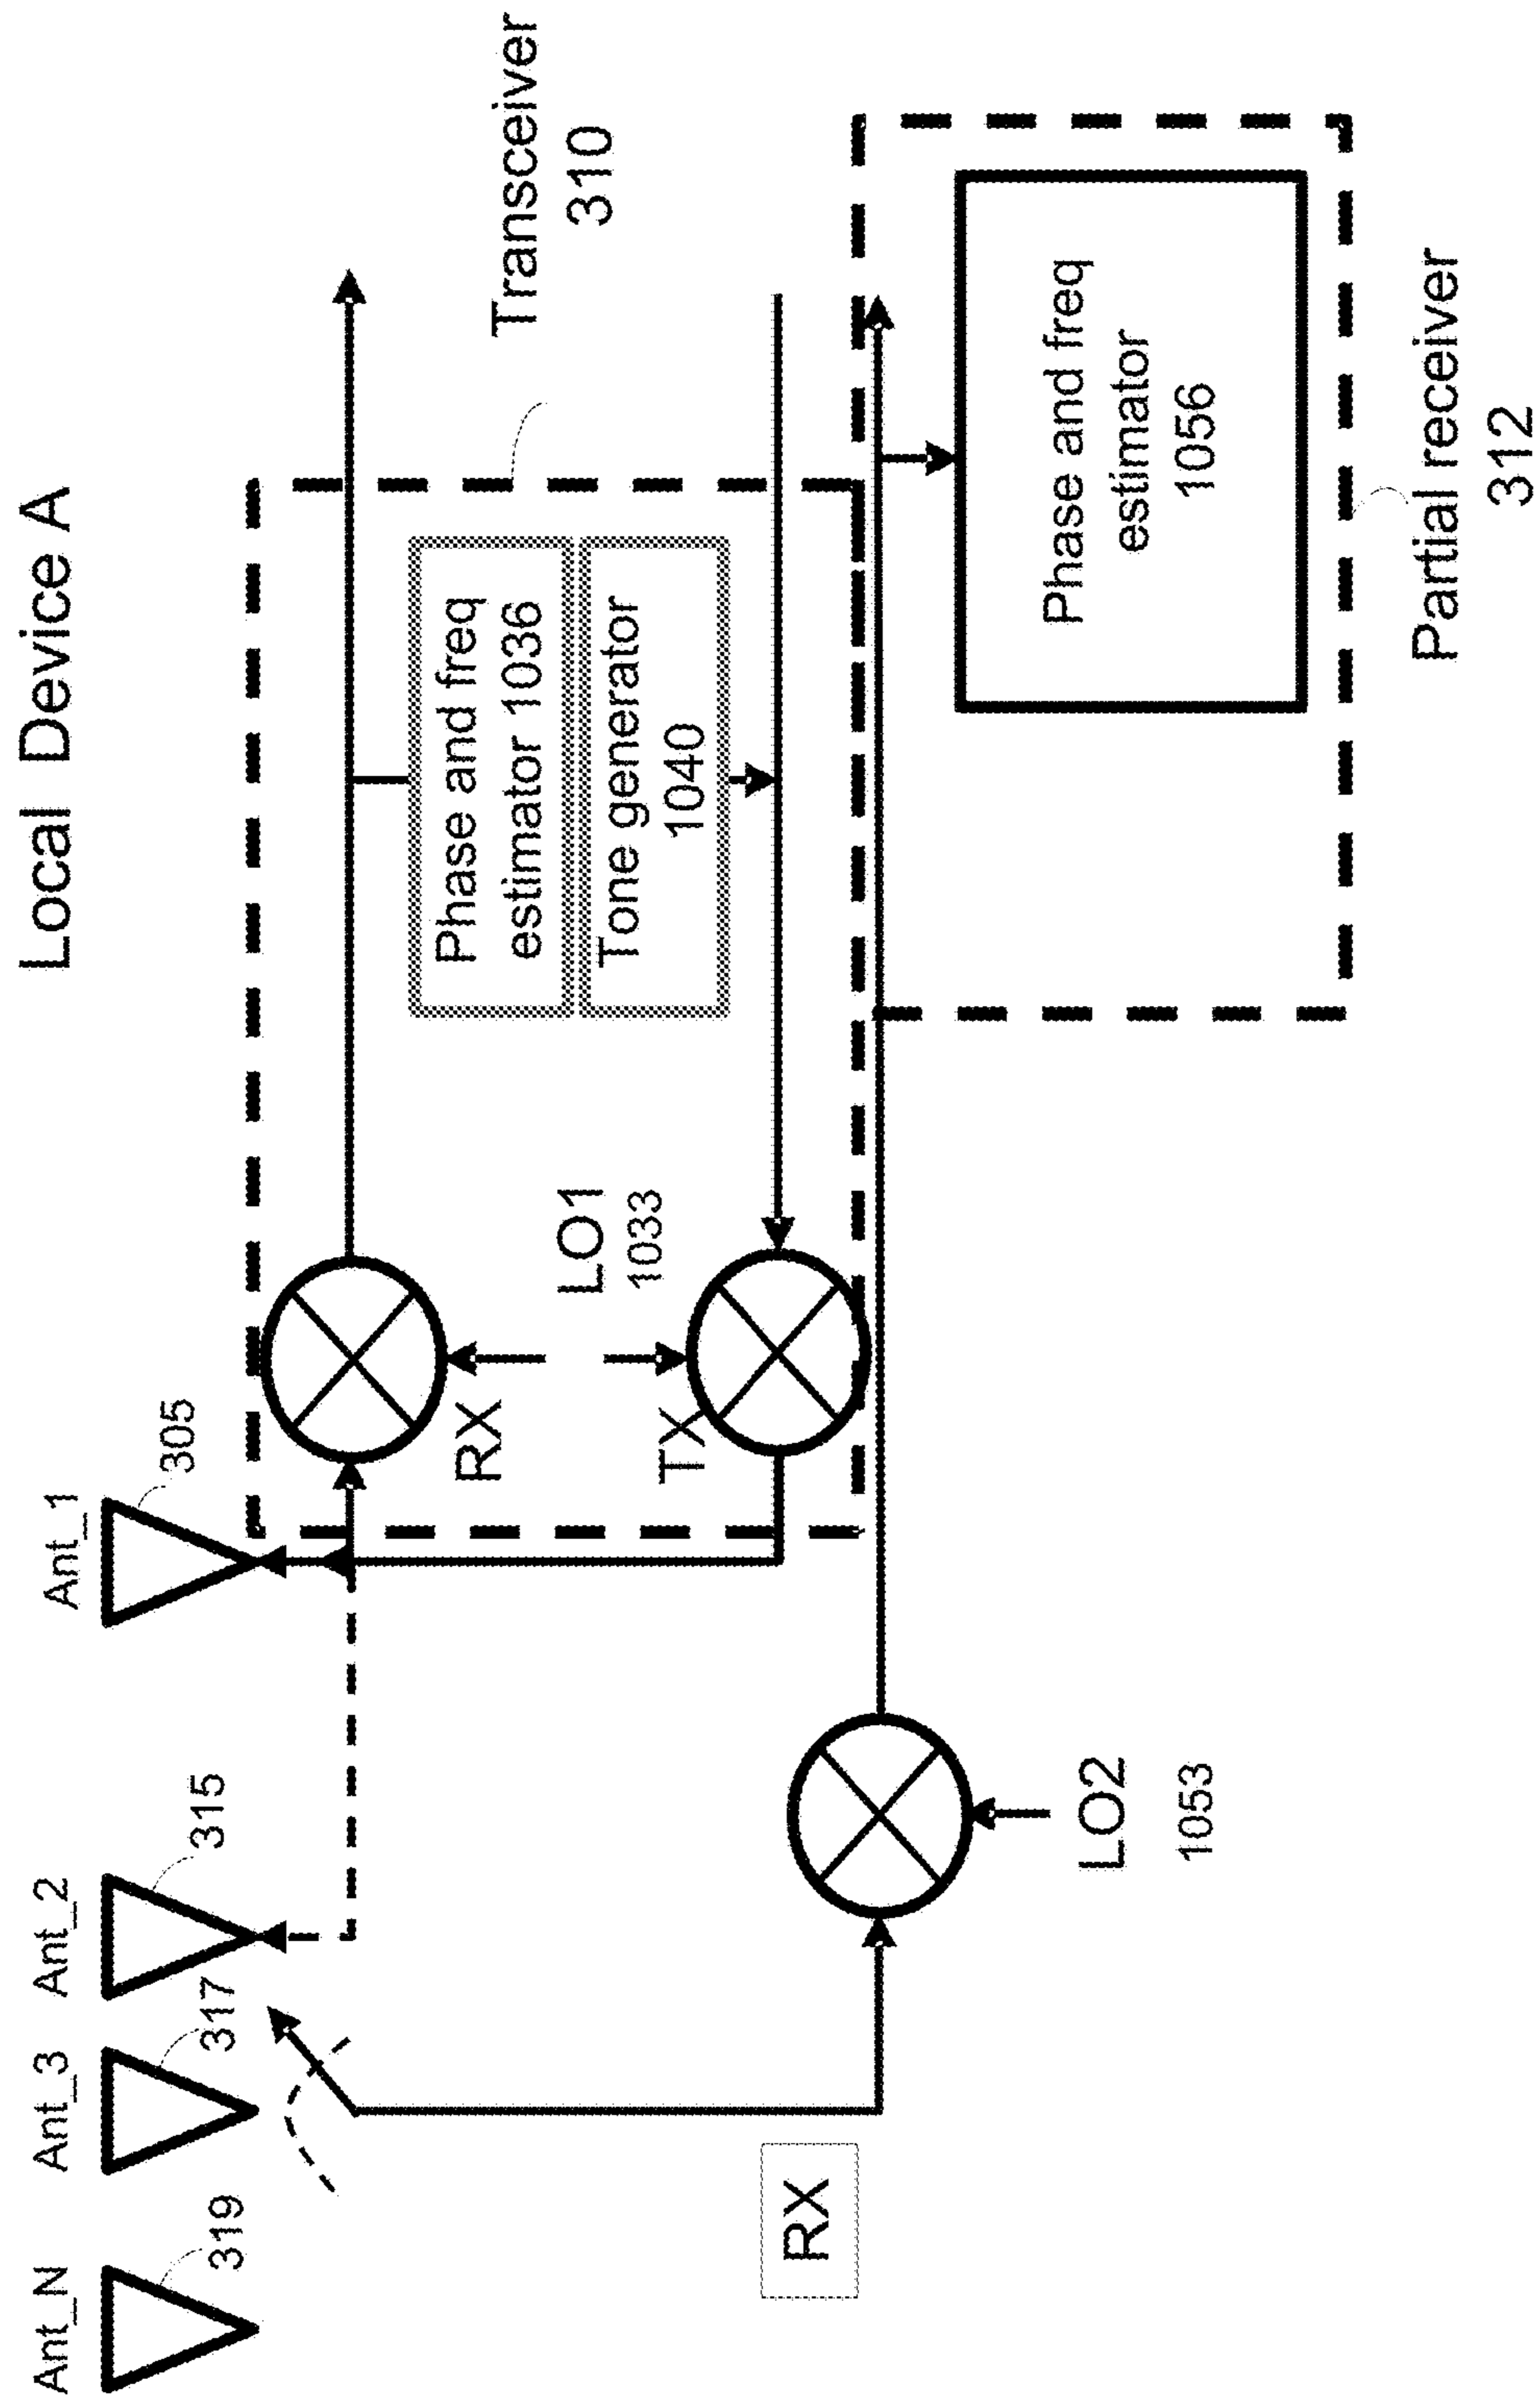 Local Device A
Ant_N
319
Ant_3
317
Ant_2
315
Ant_1
305
RX
LO1
1033
TX
Phase and freq
estimator 1036
Tone generator
1040
Transceiver
310
RX
LO2
1053
Phase and freq
estimator
1056
Partial receiver
312